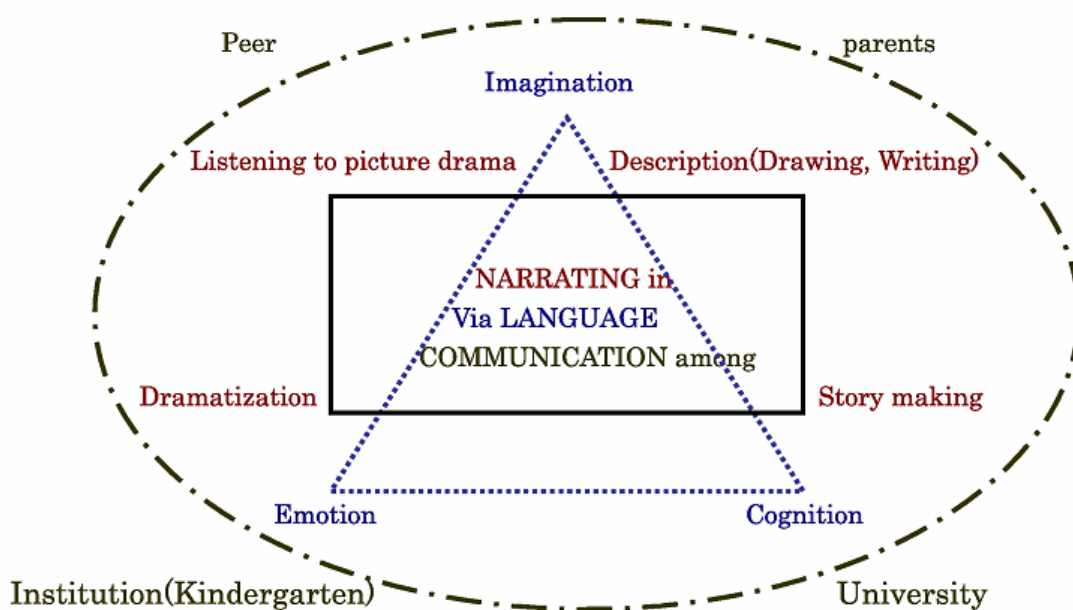 Peer
parents
Imagination
Listening to picture drama
Description(Drawing, Writing)
NARRATING in
Via LANGUAGE
COMMUNICATION among
Dramatization
Story making
Emotion
Cognition
Institution(Kindergarten)
University